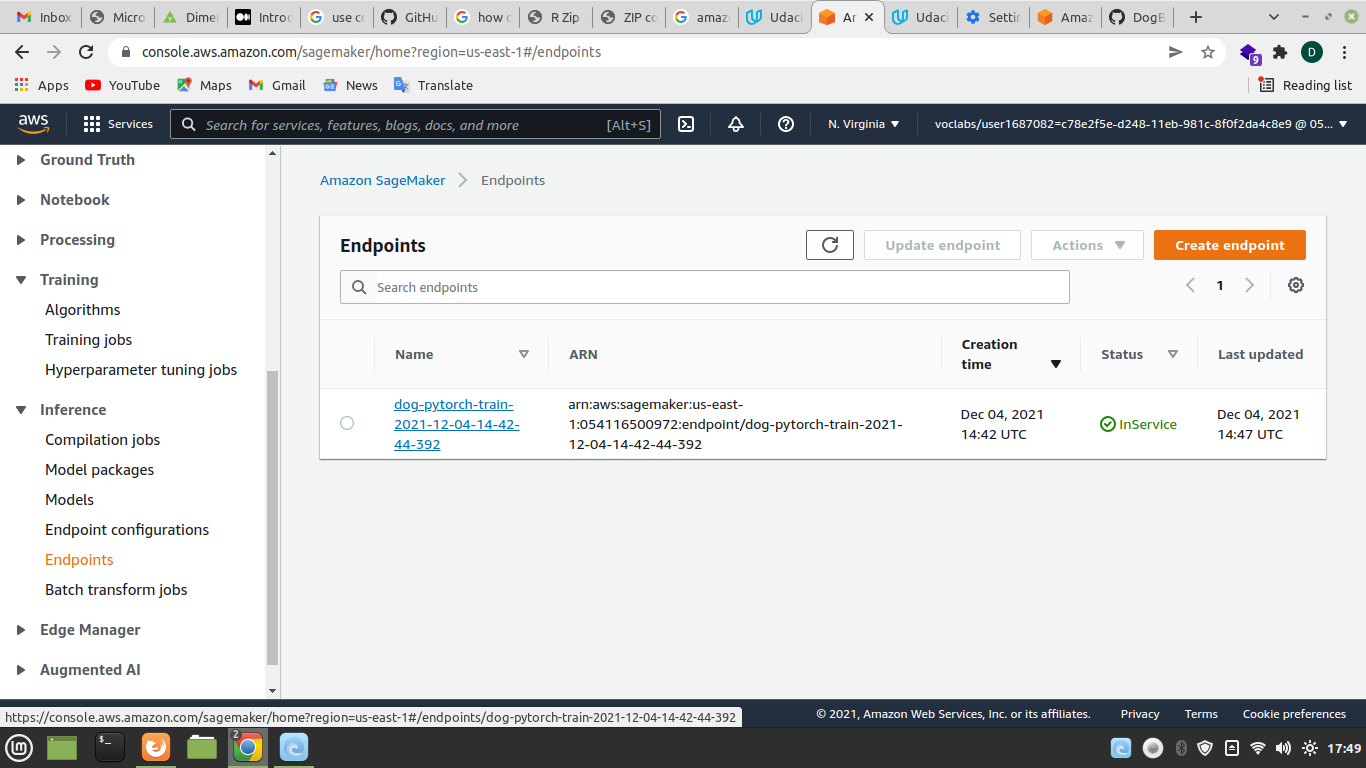 Inbox
Micro
Dimer
Introd
use co
GitHu
how c
R Zip
ZIP co
amaz
Udaci
Ar
Udaci
Settin
Amaz
DogB
console.aws.amazon.com/sagemaker/home?region=us-east-1#/endpoints
9
D
Apps
YouTube
Maps
Gmail
News
Translate
Reading list
aws
Services
Search for services, features, blogs, docs, and more
[Alt+S]
N. Virginia
voclabs/user1687082=c78e2f5e-d248-11eb-981c-8f0f2da4c8e9 @ 05...
Ground Truth
Notebook
Processing
Training
Algorithms
Training jobs
Hyperparameter tuning jobs
Inference
Compilation jobs
Model packages
Models
Endpoint configurations
Endpoints
Batch transform jobs
Edge Manager
Augmented AI
Amazon SageMaker
Endpoints
Endpoints
Update endpoint
Actions
Create endpoint
Search endpoints
1
Name
ARN
Creation
time
Status
Last updated
dog-pytorch-train-
2021-12-04-14-42-
44-392
arn:aws:sagemaker:us-east-
1:054116500972:endpoint/dog-pytorch-train-2021-
12-04-14-42-44-392
Dec 04, 2021
14:42 UTC
InService
Dec 04, 2021
14:47 UTC
https://console.aws.amazon.com/sagemaker/home?region=us-east-1#/endpoints/dog-pytorch-train-2021-12-04-14-42-44-392
© 2021, Amazon Web Services, Inc. or its affiliates.
Privacy
Terms
Cookie preferences
$_
2
17:49